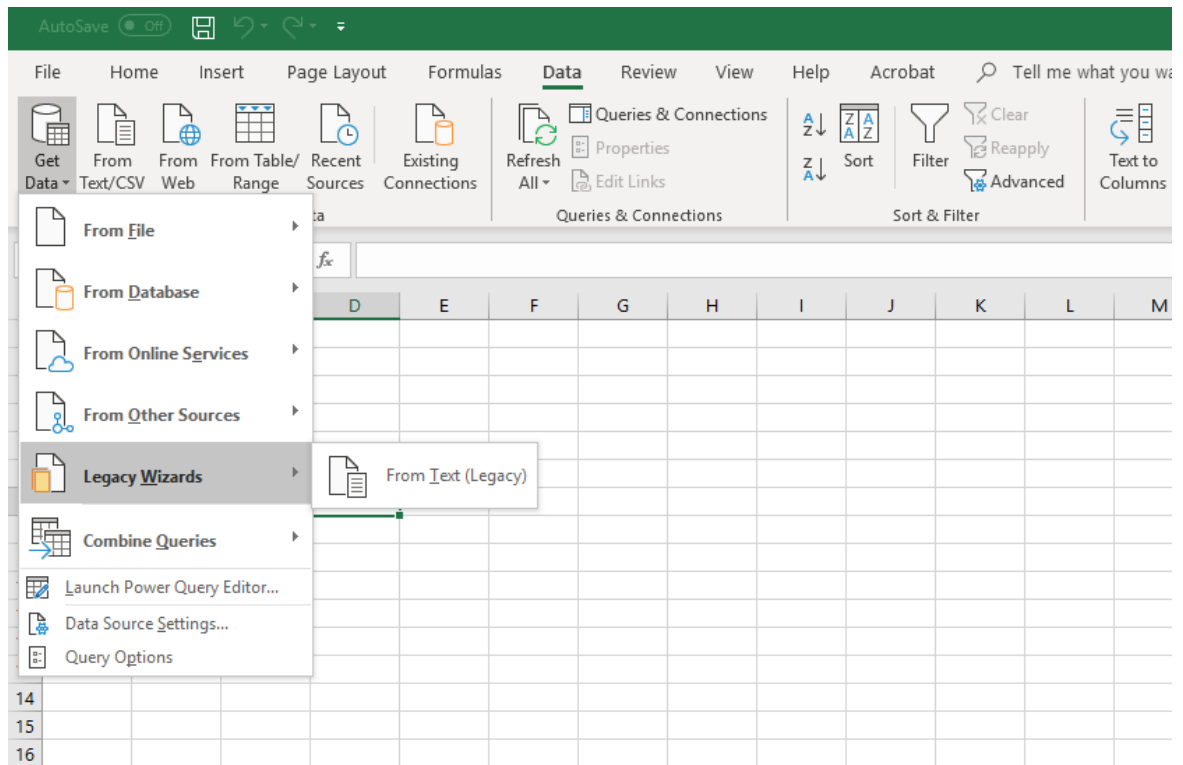 AutoSave Off
File Home Insert Page Layout Formulas Data Review View Help Acrobat Tell me what you
Get Data From Text/CSV From Web From Table/ Range Recent Sources Existing Connections
Refresh All Queries & Connections
Properties
Edit Links
Queries & Connections
A Z Z A Z A A Z Sort Filter
Clear
Reapply
Advanced
Sort & Filter
Text to Columns
ta
fx
D E F G H I J K L M
From File
From Database
From Online Services
From Other Sources
Legacy Wizards
From Text (Legacy)
Combine Queries
Launch Power Query Editor...
Data Source Settings...
Query Options
14
15
16